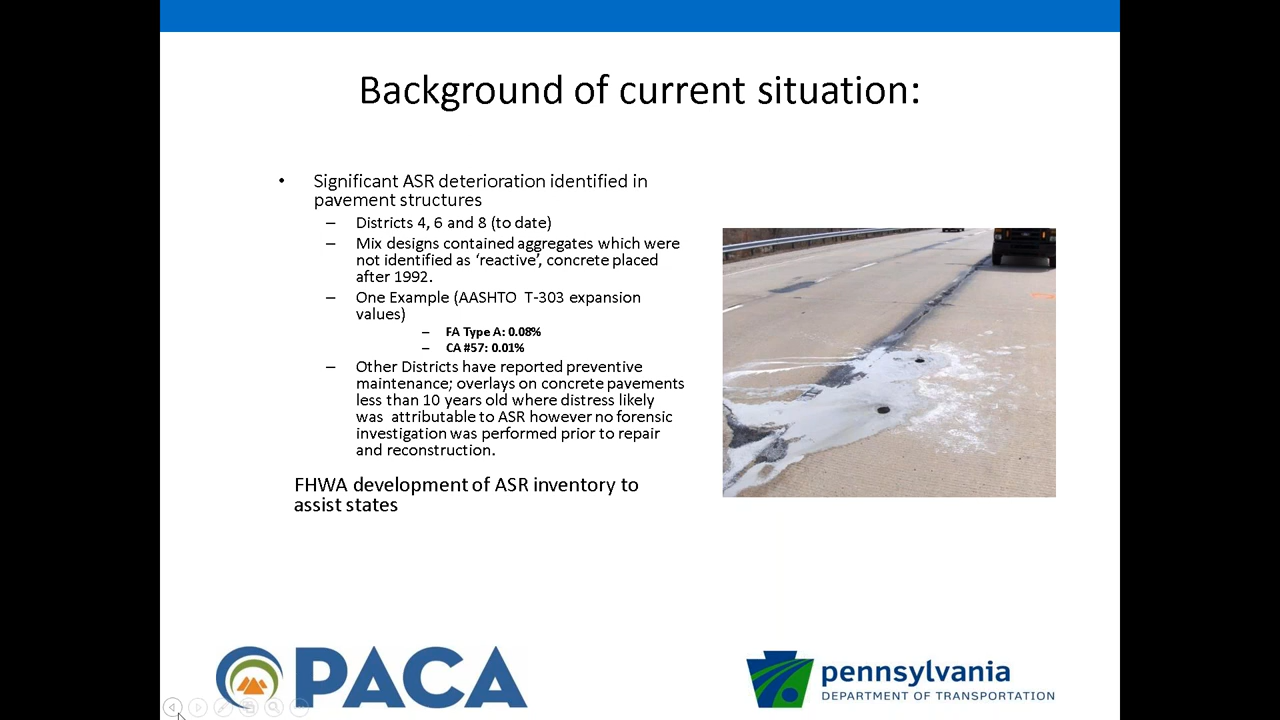 Background of current situation:
• Significant ASR deterioration identified in
pavement structures
– Districts 4, 6 and 8 (to date)
– Mix designs contained aggregates which were
not identified as ‘reactive’, concrete placed
after 1992.
– One Example (AASHTO T-303 expansion
values)
– FA Type A: 0.08%
– CA #57: 0.01%
– Other Districts have reported preventive
maintenance; overlays on concrete pavements
less than 10 years old where distress likely
was attributable to ASR however no forensic
investigation was performed prior to repair
and reconstruction.
FHWA development of ASR inventory to
assist states
PACA
pennsylvania
DEPARTMENT OF TRANSPORTATION